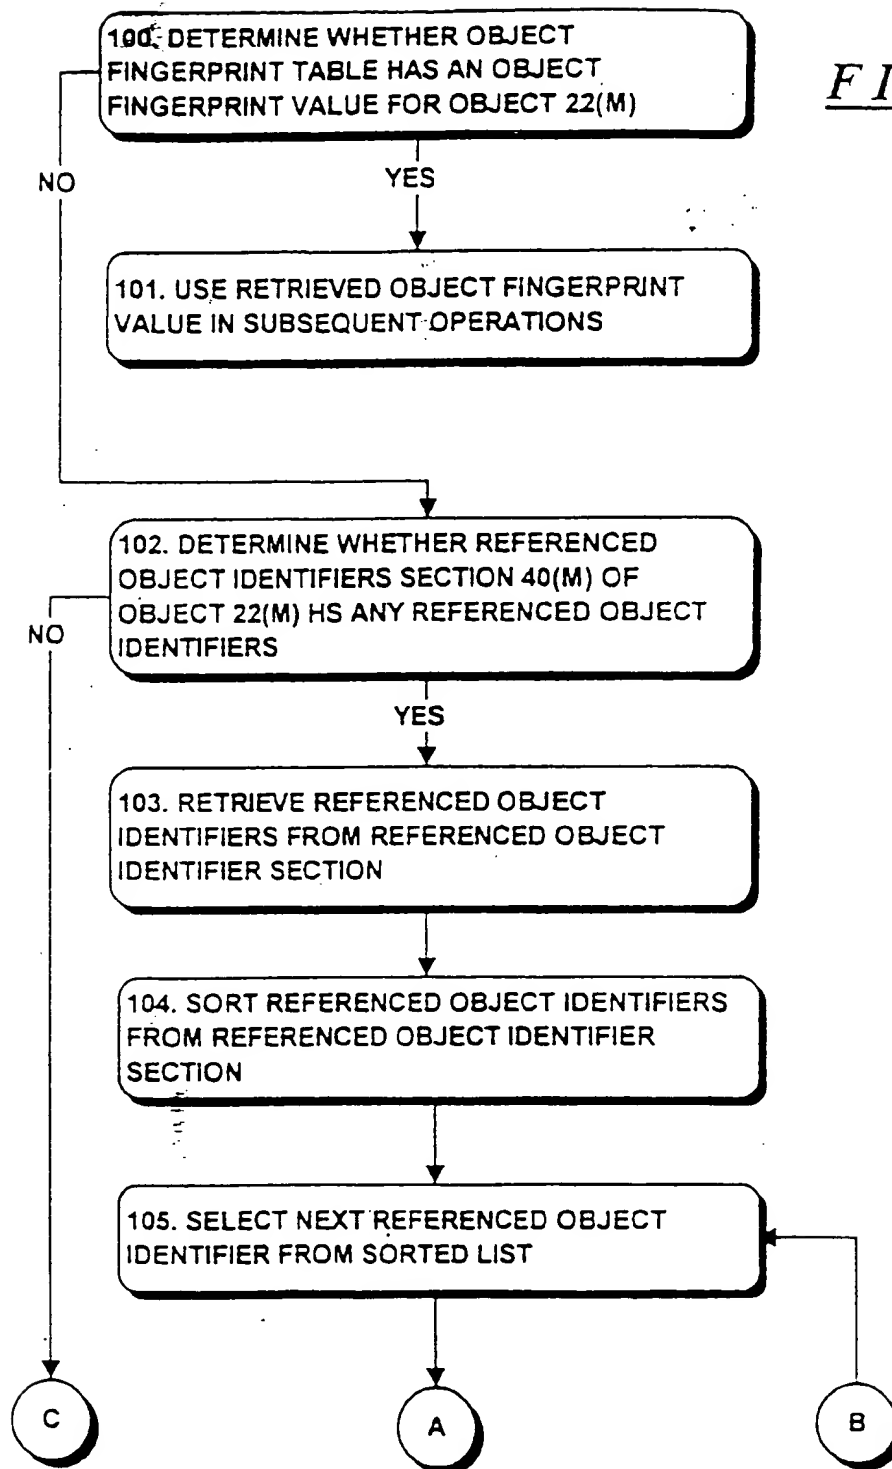 100. DETERMINE WHETHER OBJECT
FINGERPRINT TABLE HAS AN OBJECT
FINGERPRINT VALUE FOR OBJECT 22(M)
F I
NO
YES
101. USE RETRIEVED OBJECT FINGERPRINT
VALUE IN SUBSEQUENT OPERATIONS
102. DETERMINE WHETHER REFERENCED
OBJECT IDENTIFIERS SECTION 40(M) OF
OBJECT 22(M) HS ANY REFERENCED OBJECT
IDENTIFIERS
NO
YES
103. RETRIEVE REFERENCED OBJECT
IDENTIFIERS FROM REFERENCED OBJECT
IDENTIFIER SECTION
104. SORT REFERENCED OBJECT IDENTIFIERS
FROM REFERENCED OBJECT IDENTIFIER
SECTION
105. SELECT NEXT REFERENCED OBJECT
IDENTIFIER FROM SORTED LIST
C
A
B